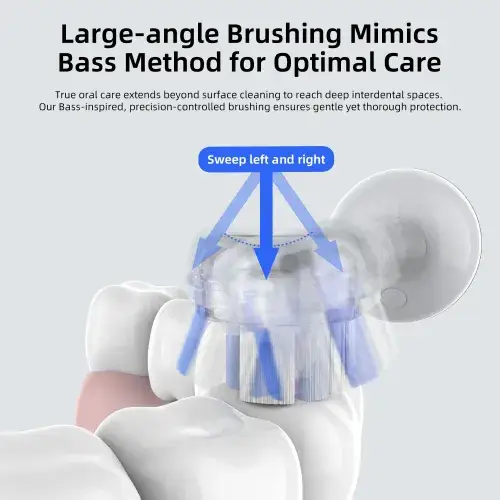 Large-angle Brushing Mimics
Bass Method for Optimal Care
True oral care extends beyond surface cleaning to reach deep interdental spaces.
Our Bass-inspired, precision-controlled brushing ensures gentle yet thorough protection.
Sweep left and right